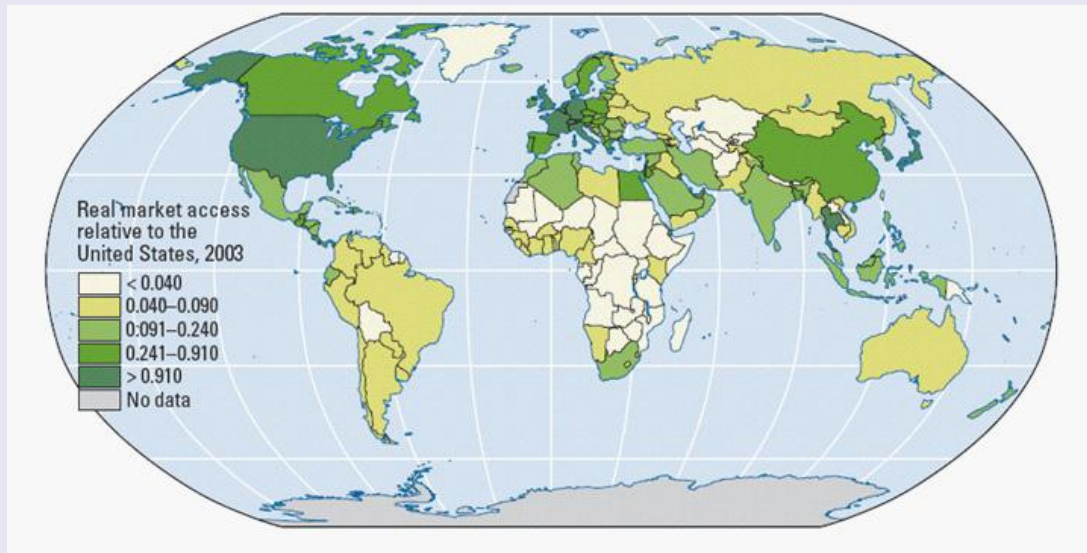 Real market access
relative to the
United States, 2003
< 0.040
0.040–0.090
0:091–0.240
0.241–0.910
> 0.910
No data